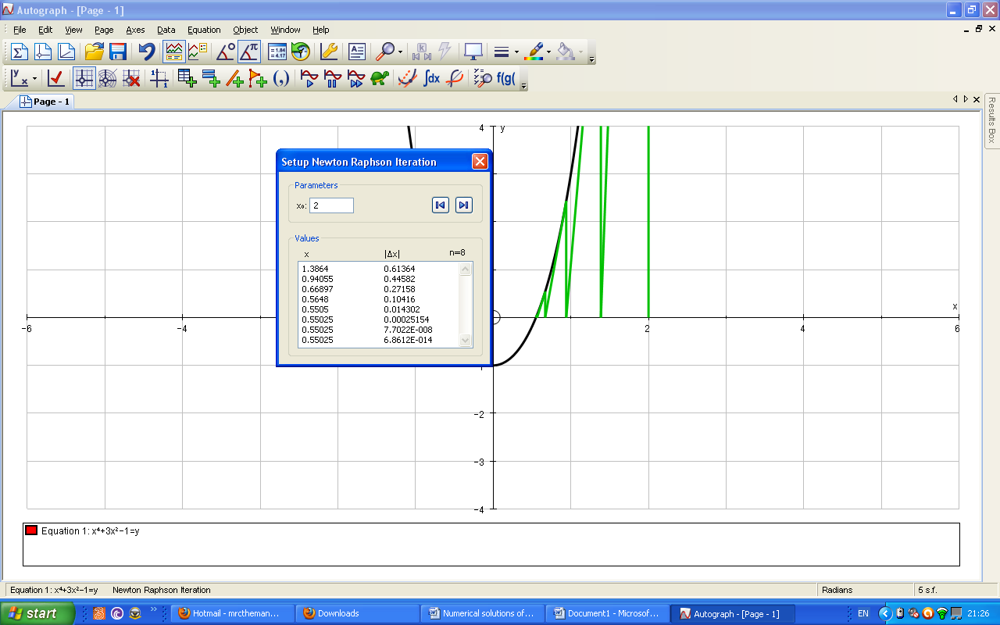 Autograph - [Page - 1]
File Edit View Page Axes Data Equation Object Window Help
Page - 1
Results Box
4 y
Setup Newton Raphson Iteration
Parameters
x₀: 2
Values
x |Δx| n=8
1.3864 0.61364
0.94055 0.44582
0.66897 0.27158
0.5648 0.10416
0.5505 0.014302
0.55025 0.00025154
0.55025 7.7022E-008
0.55025 6.8612E-014
x
-6 -4 2 4 6
-2
-3
-4
Equation 1: x⁴+3x²−1=y
Equation 1: x⁴+3x²−1=y Newton Raphson Iteration Radians 5 s.f.
start Hotmail - mrctheman... Downloads Numerical solutions of... Document1 - Microsof... Autograph - [Page - 1] EN 21:26